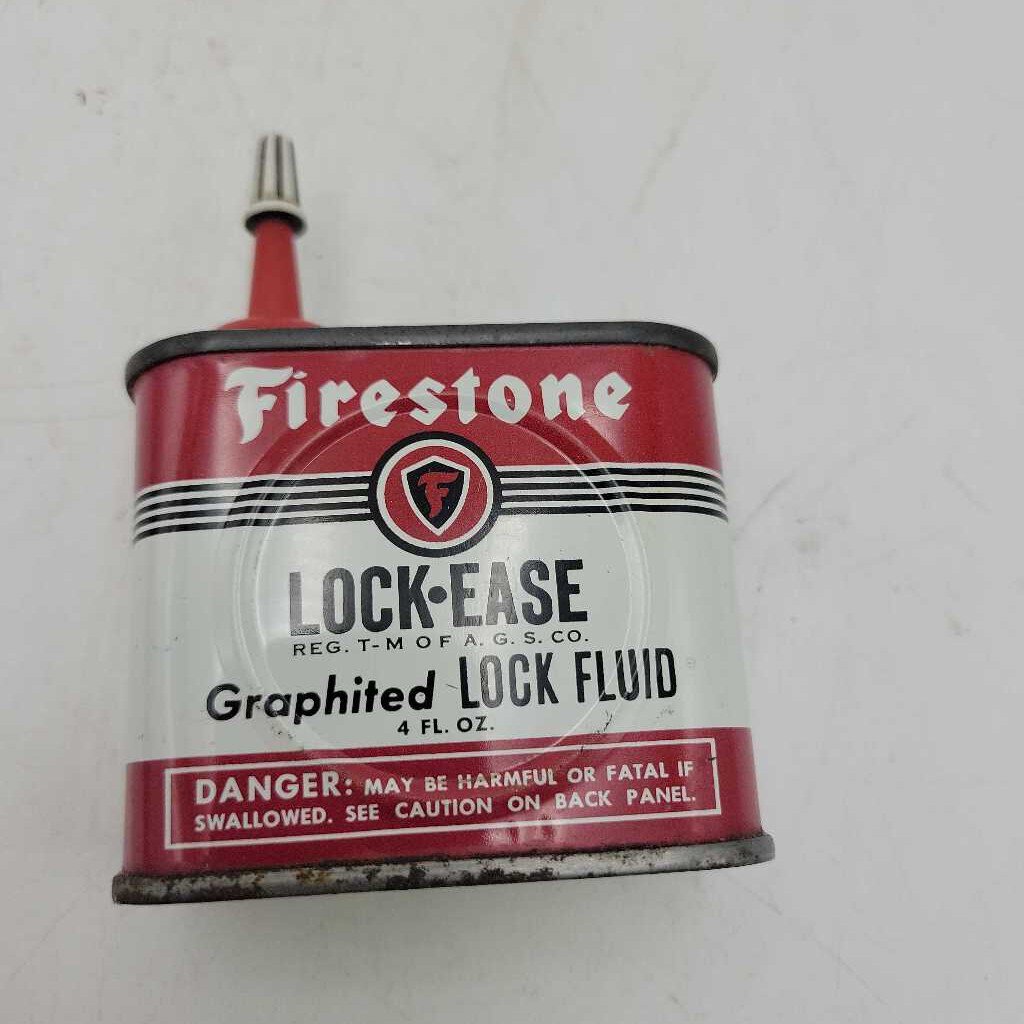 Firestone
F
LOCK•EASE
REG. T-M OF A. G. S. CO.
Graphited LOCK FLUID
4 FL. OZ.
DANGER: MAY BE HARMFUL OR FATAL IF
SWALLOWED. SEE CAUTION ON BACK PANEL.